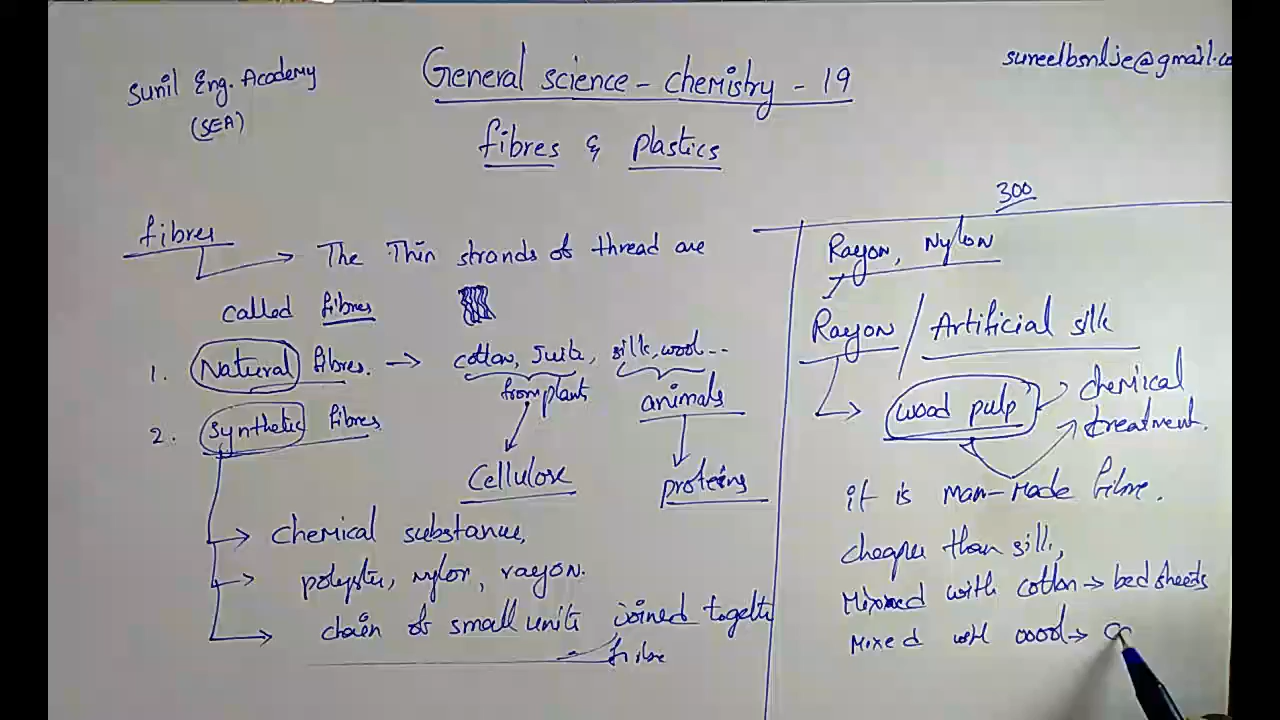 Sunil Eng. Academy
(SEA)
General science - chemistry - 19
fibres & plastics
sureelbsnlje@gmail.co
fibres
The Thin strands of thread are
called fibres
1. Natural fibres. → cotton, Jute, silk, wool...
from plants
animals
Cellulose
proteins
2. Synthetic fibres
chemical substance,
polyster, nylon, rayon.
chain of small units joined togeth
fibre
300
Rayon, Nylon
Rayon / Artificial silk
wood pulp
chemical
treatment.
it is man-made fibre.
cheaper than silk,
Mixed with cotton → bed sheets
Mixed with wool →